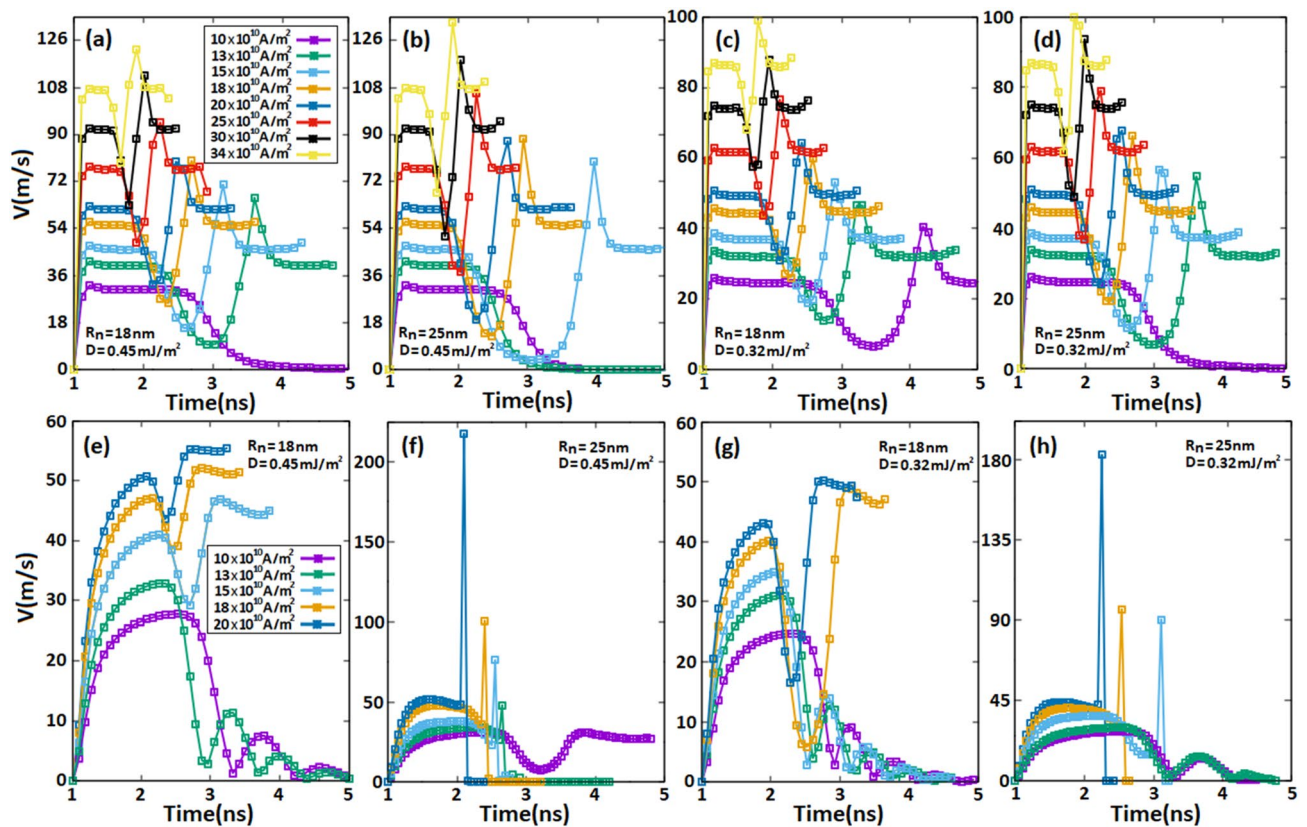 (a)
126
108
90
72
54
36
18
0
V(m/s)
10×10¹⁰A/m²
13×10¹⁰A/m²
15×10¹⁰A/m²
18×10¹⁰A/m²
20×10¹⁰A/m²
25×10¹⁰A/m²
30×10¹⁰A/m²
34×10¹⁰A/m²
Rn=18nm
D=0.45mJ/m²
1 2 3 4 5
Time(ns)
(b)
126
108
90
72
54
36
18
0
Rn=25nm
D=0.45mJ/m²
1 2 3 4 5
Time(ns)
(c)
100
80
60
40
20
0
Rn=18nm
D=0.32mJ/m²
1 2 3 4 5
Time(ns)
(d)
100
80
60
40
20
0
Rn=25nm
D=0.32mJ/m²
1 2 3 4 5
Time(ns)
(e)
60
50
40
30
20
10
0
V(m/s)
Rn=18nm
D=0.45mJ/m²
10×10¹⁰A/m²
13×10¹⁰A/m²
15×10¹⁰A/m²
18×10¹⁰A/m²
20×10¹⁰A/m²
1 2 3 4 5
Time(ns)
(f)
200
150
100
50
0
Rn=25nm
D=0.45mJ/m²
1 2 3 4 5
Time(ns)
(g)
60
50
40
30
20
10
0
Rn=18nm
D=0.32mJ/m²
1 2 3 4 5
Time(ns)
(h)
180
135
90
45
0
Rn=25nm
D=0.32mJ/m²
1 2 3 4 5
Time(ns)